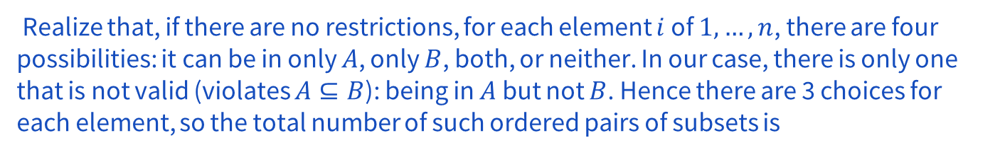 Realize that, if there are no restrictions, for each element i of 1, … , n, there are four
possibilities: it can be in only A, only B, both, or neither. In our case, there is only one
that is not valid (violates A ⊆ B): being in A but not B. Hence there are 3 choices for
each element, so the total number of such ordered pairs of subsets is